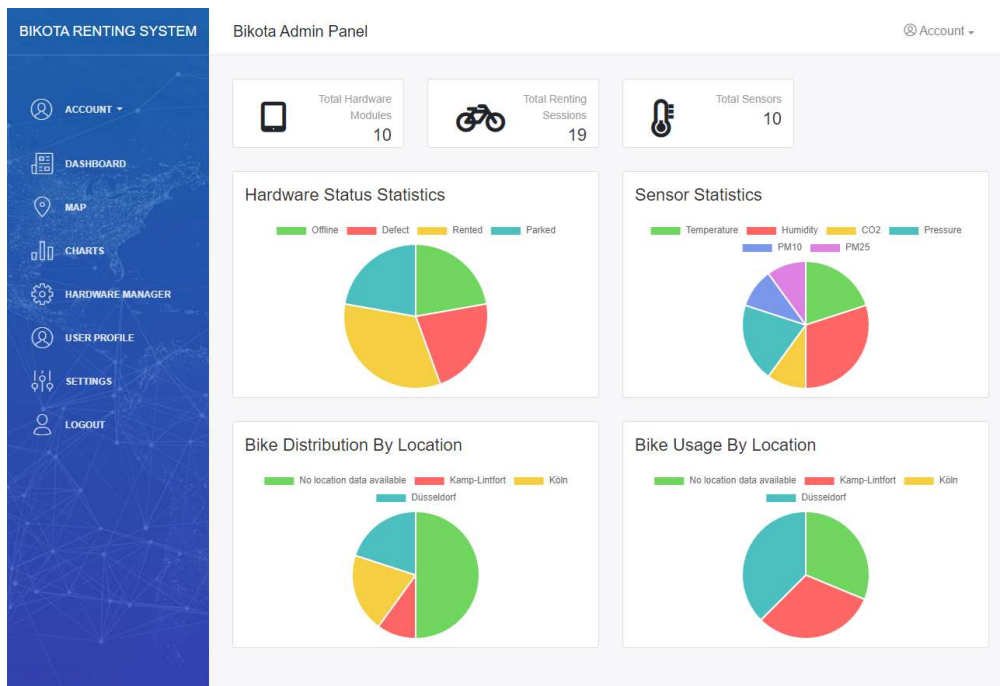 BIKOTA RENTING SYSTEM
Bikota Admin Panel
Account
ACCOUNT
DASHBOARD
MAP
CHARTS
HARDWARE MANAGER
USER PROFILE
SETTINGS
LOGOUT
Total Hardware
Modules
10
Total Renting
Sessions
19
Total Sensors
10
Hardware Status Statistics
Offline Defect Rented Parked
Sensor Statistics
Temperature Humidity CO2 Pressure
PM10 PM25
Bike Distribution By Location
No location data available Kamp-Lintfort Köln
Düsseldorf
Bike Usage By Location
No location data available Kamp-Lintfort Köln
Düsseldorf